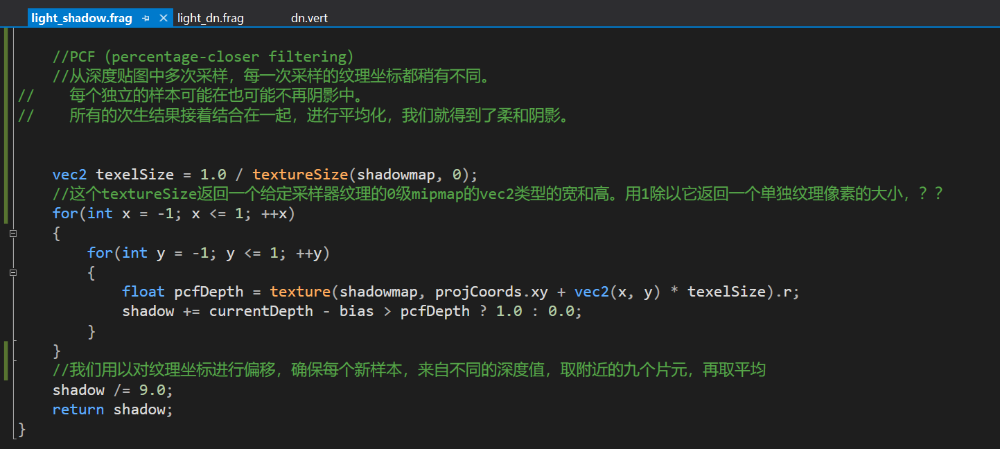 light_shadow.frag light_dn.frag dn.vert
//PCF (percentage-closer filtering)
//从深度贴图中多次采样，每一次采样的纹理坐标都稍有不同。
// 每个独立的样本可能在也可能不再阴影中。
// 所有的次生结果接着结合在一起，进行平均化，我们就得到了柔和阴影。
vec2 texelSize = 1.0 / textureSize(shadowmap, 0);
//这个textureSize返回一个给定采样器纹理的0级mipmap的vec2类型的宽和高。用1除以它返回一个单独纹理像素的大小，？？
for(int x = -1; x <= 1; ++x)
{
for(int y = -1; y <= 1; ++y)
{
float pcfDepth = texture(shadowmap, projCoords.xy + vec2(x, y) * texelSize).r;
shadow += currentDepth - bias > pcfDepth ? 1.0 : 0.0;
}
}
//我们用以对纹理坐标进行偏移，确保每个新样本，来自不同的深度值，取附近的九个片元，再取平均
shadow /= 9.0;
return shadow;
}